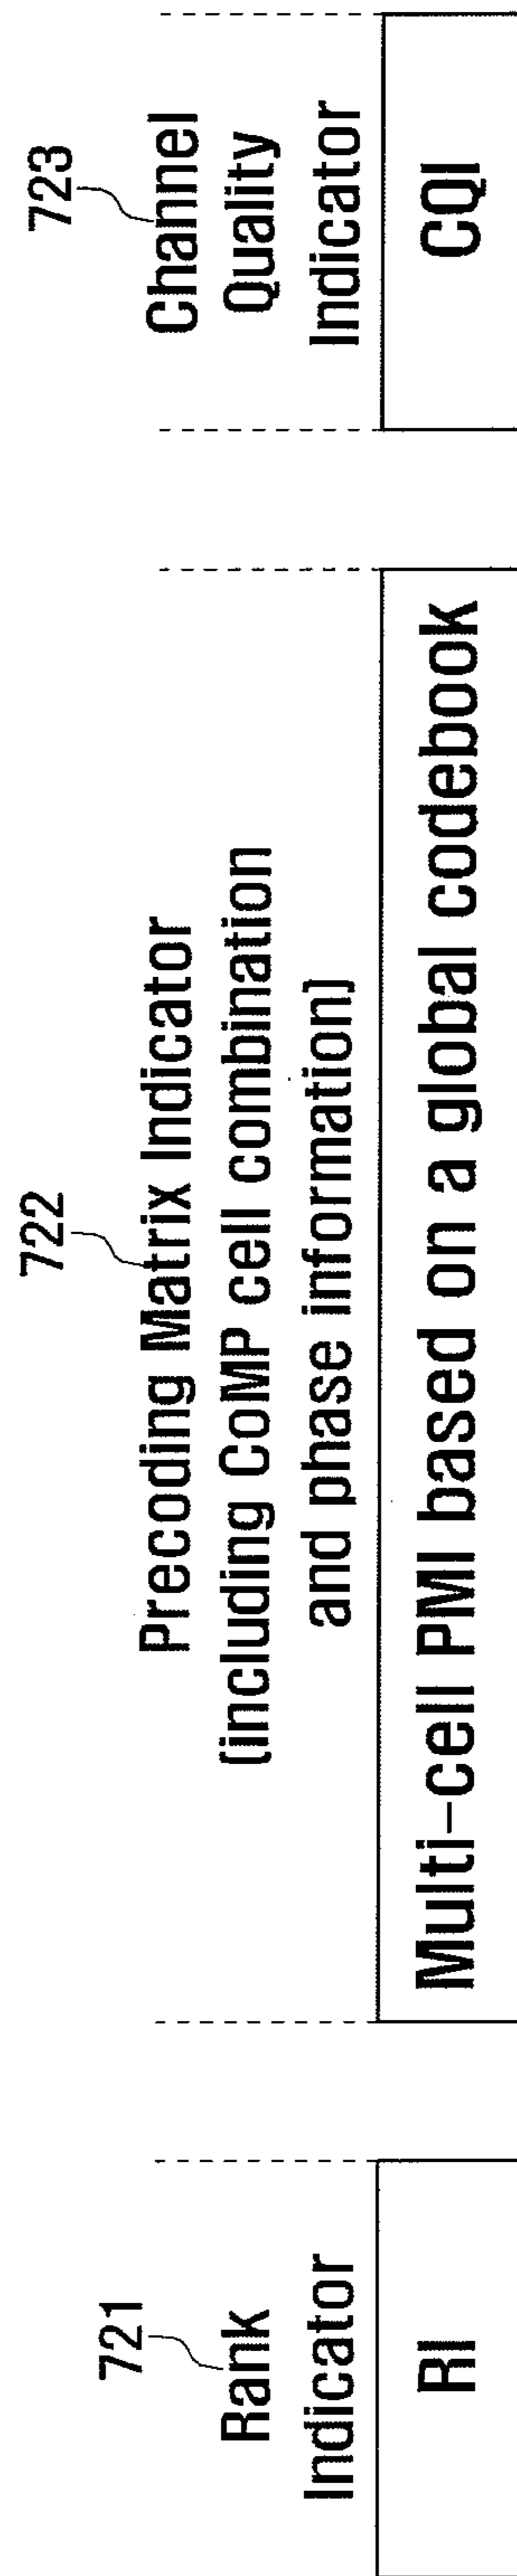 721
Rank
Indicator
RI
722
Precoding Matrix Indicator
(including CoMP cell combination
and phase information)
Multi-cell PMI based on a global codebook
723
Channel
Quality
Indicator
CQI